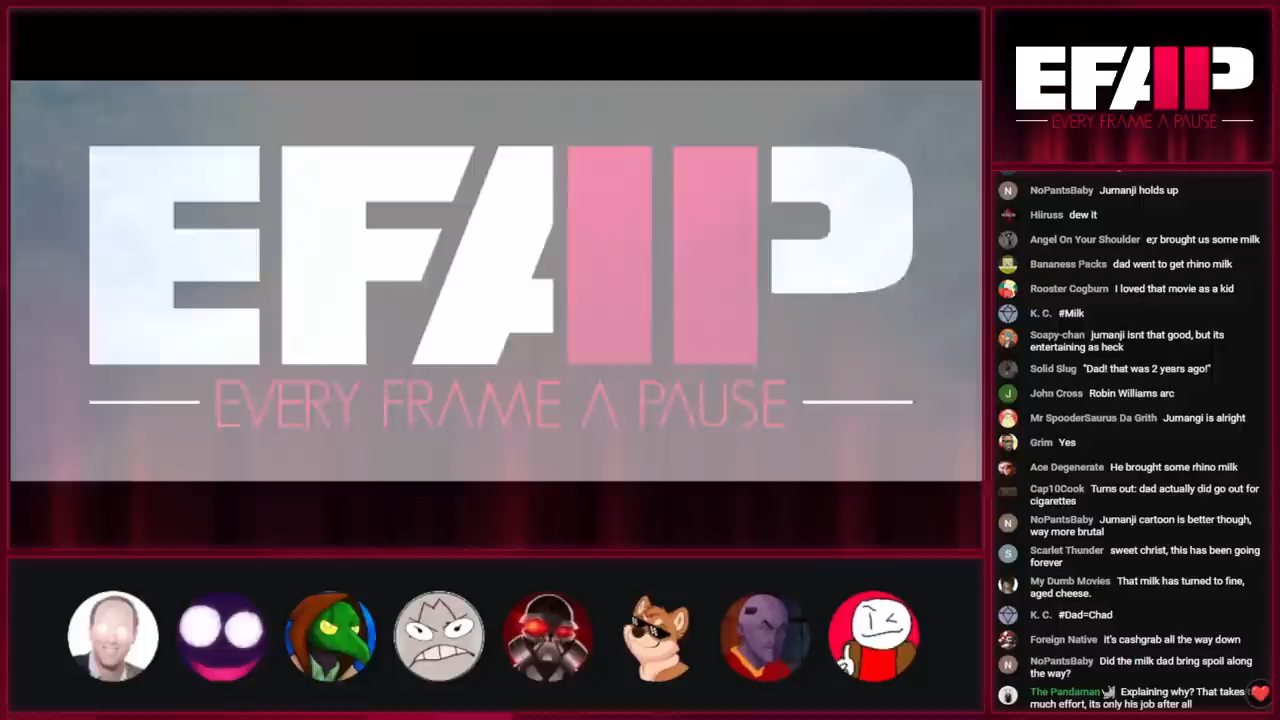 EFAP
EVERY FRAME A PAUSE
EFAP
EVERY FRAME A PAUSE
NoPantsBaby Jumanji holds up
Hiiruss dew it
Angel On Your Shoulder e;r brought us some milk
Bananess Packs dad went to get rhino milk
Rooster Cogburn I loved that movie as a kid
K. C. #Milk
Soapy-chan jumanji isnt that good, but its
entertaining as heck
Solid Slug "Dad! that was 2 years ago!"
John Cross Robin Williams arc
Mr SpooderSaurus Da Grith Jumangi is alright
Grim Yes
Ace Degenerate He brought some rhino milk
Cap10Cook Turns out: dad actually did go out for
cigarettes
NoPantsBaby Jumanji cartoon is better though,
way more brutal
Scarlet Thunder sweet christ, this has been going
forever
My Dumb Movies That milk has turned to fine,
aged cheese.
K. C. #Dad=Chad
Foreign Native it's cashgrab all the way down
NoPantsBaby Did the milk dad bring spoil along
the way?
The Pandaman Explaining why? That takes
much effort, its only his job after all